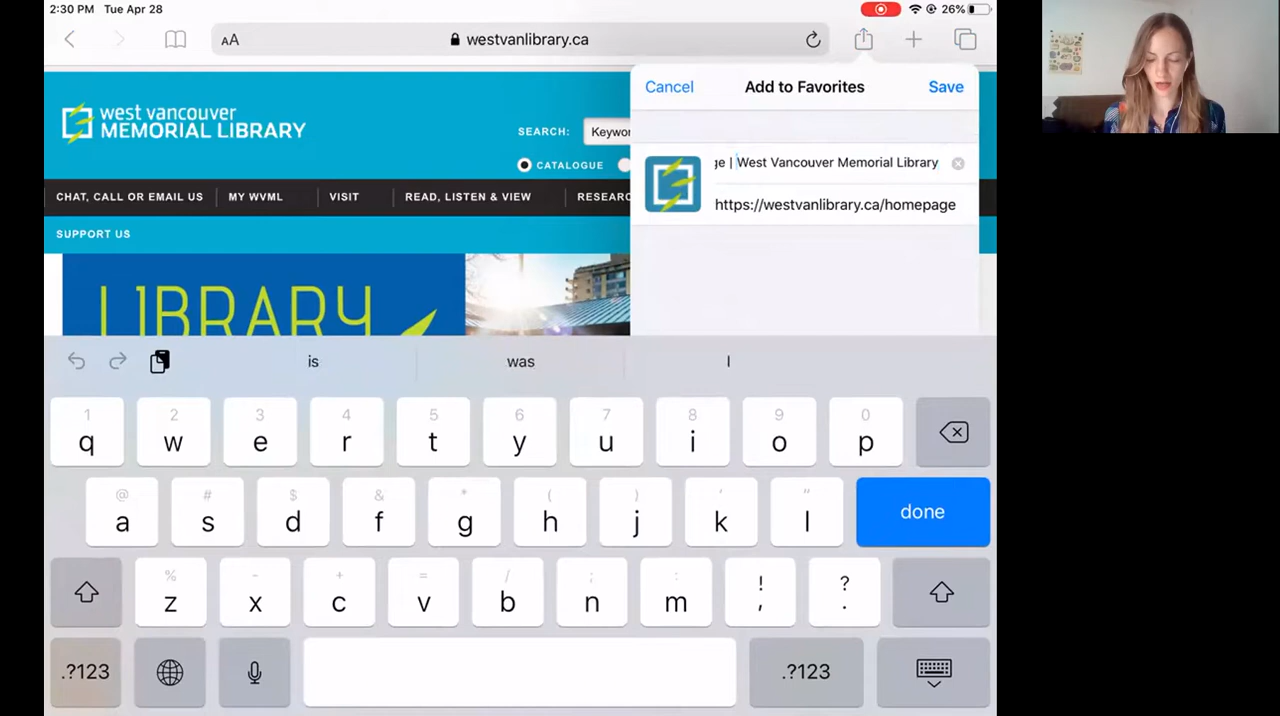 2:30 PM Tue Apr 28
26%
AA westvanlibrary.ca
Cancel Add to Favorites Save
ge | West Vancouver Memorial Library
https://westvanlibrary.ca/homepage
west vancouver
MEMORIAL LIBRARY
SEARCH: Keywor
CATALOGUE
CHAT, CALL OR EMAIL US MY WVML VISIT READ, LISTEN & VIEW RESEARC
SUPPORT US
LIBRARY
is was I
1 2 3 4 5 6 7 8 9 0
q w e r t y u i o p
@ # $ & * ( ) ' "
a s d f g h j k l done
% - + = / ; : ! ?
z x c v b n m , .
.?123 .?123